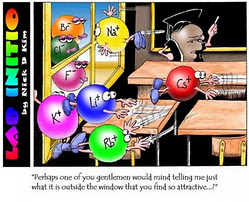 LAB INITIO
by Nick D Kim
Br⁻
Cl⁻
F⁻
Na⁺
K⁺
Li⁺
Rb⁺
Cs⁺
"Perhaps one of you gentlemen would mind telling me just
what it is outside the window that you find so attractive...?"